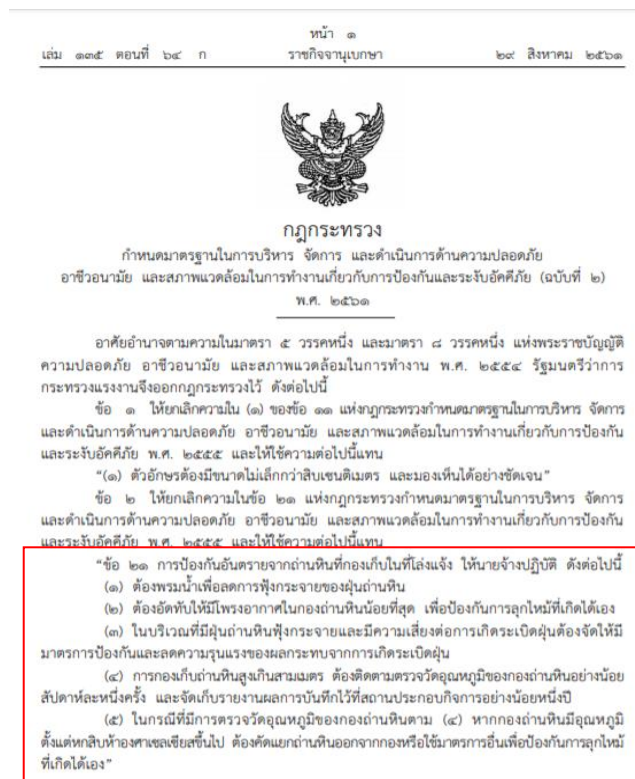 หน้า ๑
เล่ม ๑๓๕ ตอนที่ ๖๔ ก ราชกิจจานุเบกษา ๒๙ สิงหาคม ๒๕๖๑
กฎกระทรวง
กำหนดมาตรฐานในการบริหาร จัดการ และดำเนินการด้านความปลอดภัย
อาชีวอนามัย และสภาพแวดล้อมในการทำงานเกี่ยวกับการป้องกันและระงับอัคคีภัย (ฉบับที่ ๒)
พ.ศ. ๒๕๖๑
อาศัยอำนาจตามความในมาตรา ๕ วรรคหนึ่ง และมาตรา ๘ วรรคหนึ่ง แห่งพระราชบัญญัติ
ความปลอดภัย อาชีวอนามัย และสภาพแวดล้อมในการทำงาน พ.ศ. ๒๕๕๔ รัฐมนตรีว่าการ
กระทรวงแรงงานจึงออกกฎกระทรวงไว้ ดังต่อไปนี้
ข้อ ๑ ให้ยกเลิกความใน (๑) ของข้อ ๑๑ แห่งกฎกระทรวงกำหนดมาตรฐานในการบริหาร จัดการ
และดำเนินการด้านความปลอดภัย อาชีวอนามัย และสภาพแวดล้อมในการทำงานเกี่ยวกับการป้องกัน
และระงับอัคคีภัย พ.ศ. ๒๕๕๕ และให้ใช้ความต่อไปนี้แทน
“(๑) ตัวอักษรต้องมีขนาดไม่เล็กกว่าสิบเซนติเมตร และมองเห็นได้อย่างชัดเจน”
ข้อ ๒ ให้ยกเลิกความในข้อ ๒๑ แห่งกฎกระทรวงกำหนดมาตรฐานในการบริหาร จัดการ
และดำเนินการด้านความปลอดภัย อาชีวอนามัย และสภาพแวดล้อมในการทำงานเกี่ยวกับการป้องกัน
และระงับอัคคีภัย พ.ศ. ๒๕๕๕ และให้ใช้ความต่อไปนี้แทน
“ข้อ ๒๑ การป้องกันอันตรายจากถ่านหินที่กองเก็บในที่โล่งแจ้ง ให้นายจ้างปฏิบัติ ดังต่อไปนี้
(๑) ต้องพรมน้ำเพื่อลดการฟุ้งกระจายของฝุ่นถ่านหิน
(๒) ต้องอัดทับให้มีโพรงอากาศในกองถ่านหินน้อยที่สุด เพื่อป้องกันการลุกไหม้ที่เกิดได้เอง
(๓) ในบริเวณที่มีฝุ่นถ่านหินฟุ้งกระจายและมีความเสี่ยงต่อการเกิดระเบิดฝุ่นต้องจัดให้มี
มาตรการป้องกันและลดความรุนแรงของผลกระทบจากการเกิดระเบิดฝุ่น
(๔) การกองเก็บถ่านหินสูงเกินสามเมตร ต้องติดตามตรวจวัดอุณหภูมิของกองถ่านหินอย่างน้อย
สัปดาห์ละหนึ่งครั้ง และจัดเก็บรายงานผลการบันทึกไว้ที่สถานประกอบกิจการอย่างน้อยหนึ่งปี
(๕) ในกรณีที่มีการตรวจวัดอุณหภูมิของกองถ่านหินตาม (๔) หากกองถ่านหินมีอุณหภูมิ
ตั้งแต่หกสิบห้าองศาเซลเซียสขึ้นไป ต้องคัดแยกถ่านหินออกจากกองหรือใช้มาตรการอื่นเพื่อป้องกันการลุกไหม้
ที่เกิดได้เอง”